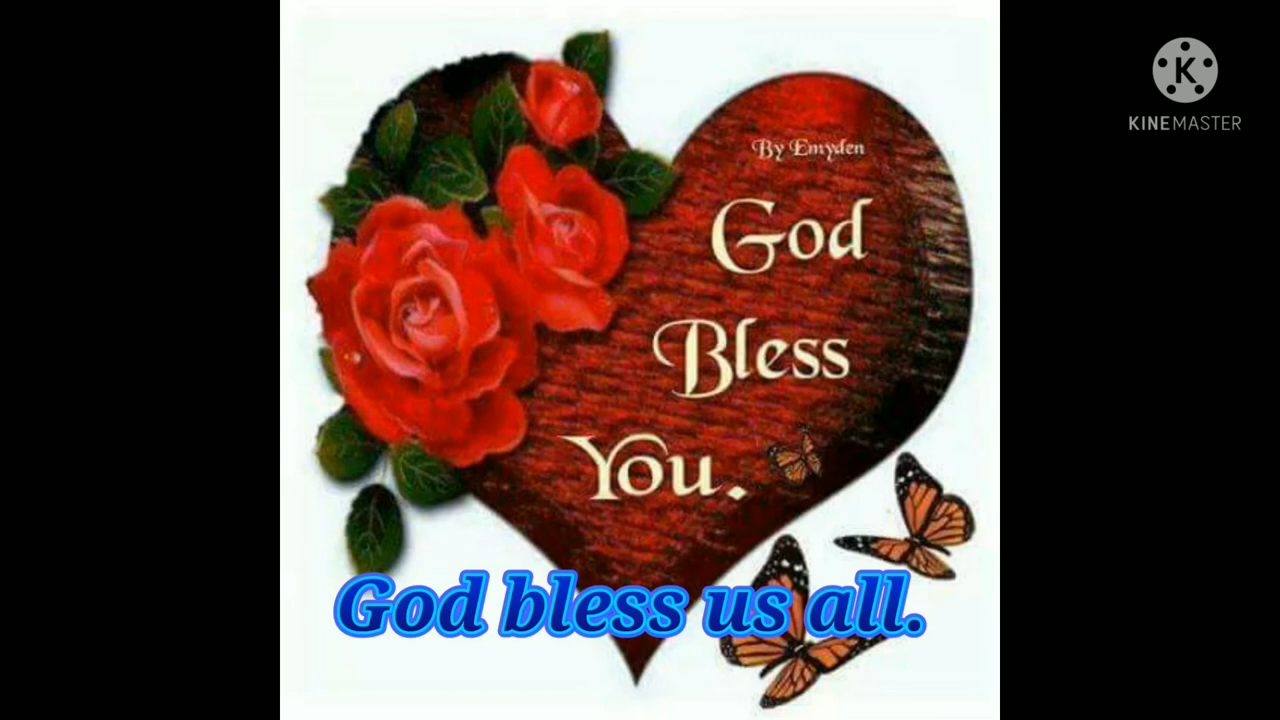 By Emyden
God
Bless
You.
God bless us all.
K
KINEMASTER